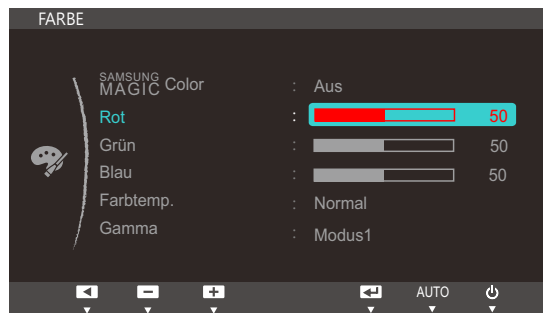 FARBE
SAMSUNG MAGIC Color : Aus
Rot : 50
Grün : 50
Blau : 50
Farbtemp. : Normal
Gamma : Modus1
AUTO